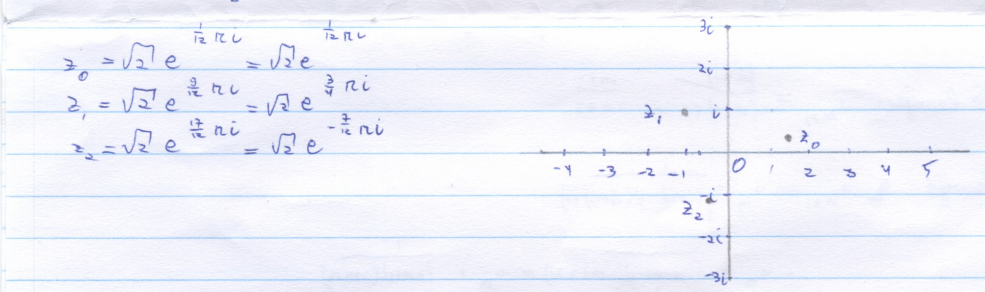 z₀ = √2 e^{1/12 πi} = √2 e^{1/12 πi}
z₁ = √2 e^{9/12 πi} = √2 e^{3/4 πi}
z₂ = √2 e^{17/12 πi} = √2 e^{-7/12 πi}
3i
2i
z₁ i
z₀
-4 -3 -2 -1 0 1 2 3 4 5
z₂ -i
-2i
-3i